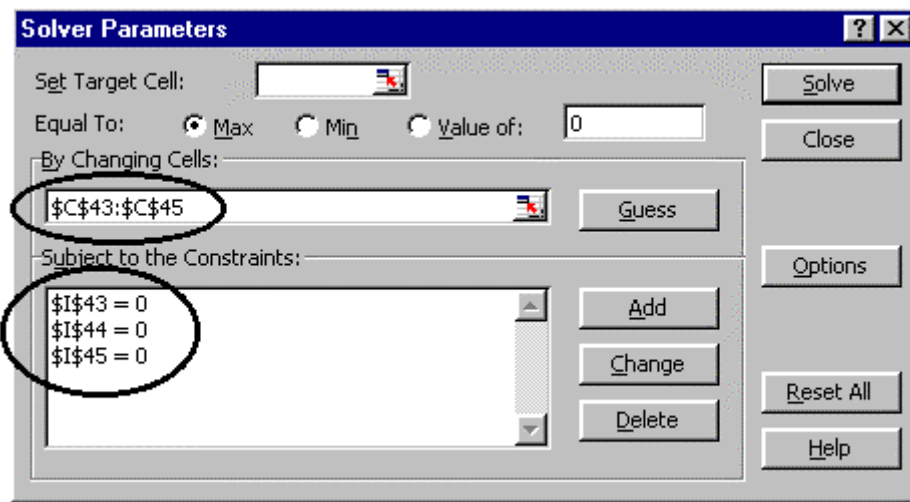 Solver Parameters
Set Target Cell:
Solve
Equal To: Max Min Value of: 0
Close
By Changing Cells:
$C$43:$C$45
Guess
Subject to the Constraints:
Options
$I$43 = 0
Add
$I$44 = 0
$I$45 = 0
Change
Reset All
Delete
Help